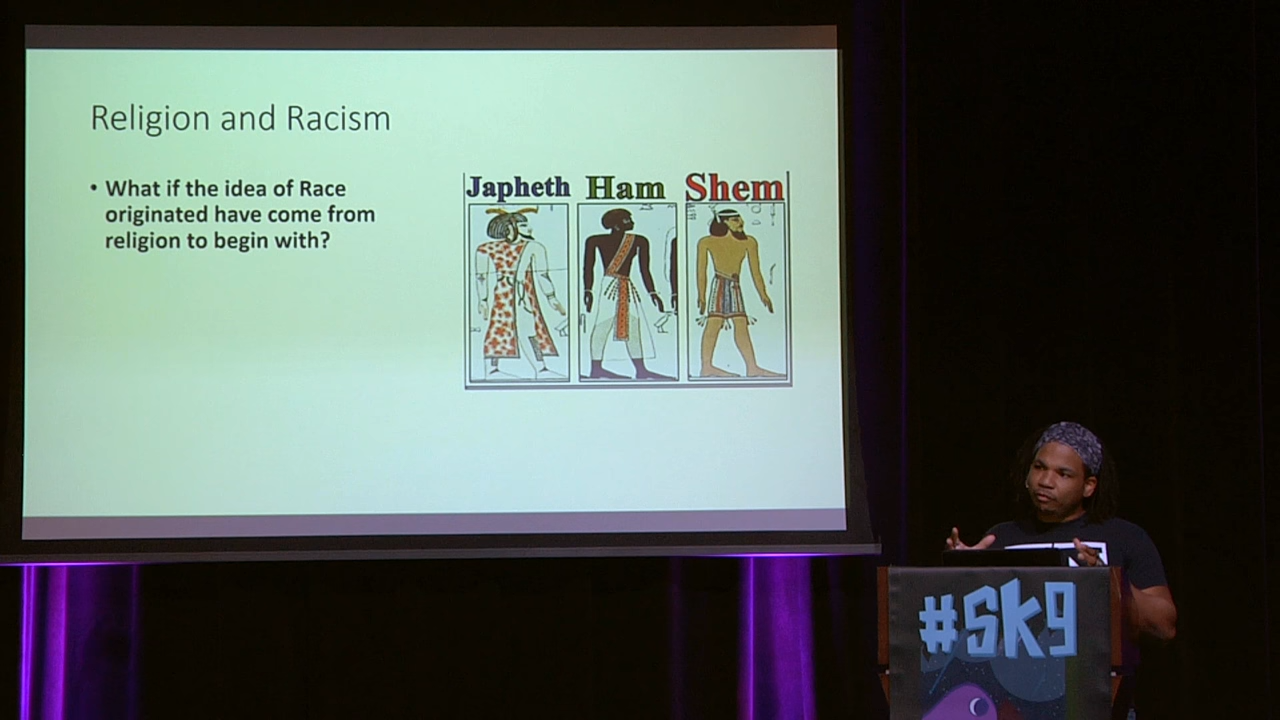 Religion and Racism
• What if the idea of Race
originated have come from
religion to begin with?
Japheth Ham Shem
#SK9